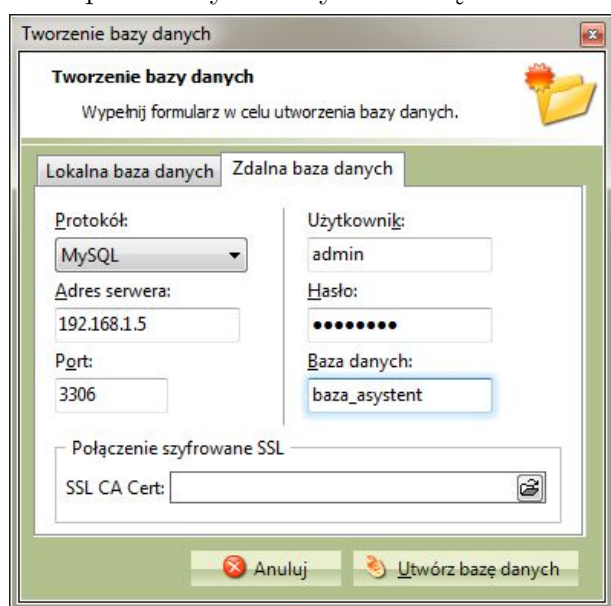 Tworzenie bazy danych
Tworzenie bazy danych
Wypełnij formularz w celu utworzenia bazy danych.
Lokalna baza danych Zdalna baza danych
Protokół:
MySQL
Adres serwera:
192.168.1.5
Port:
3306
Użytkownik:
admin
Hasło:
••••••••
Baza danych:
baza_asystent
Połączenie szyfrowane SSL
SSL CA Cert:
Anuluj Utwórz bazę danych